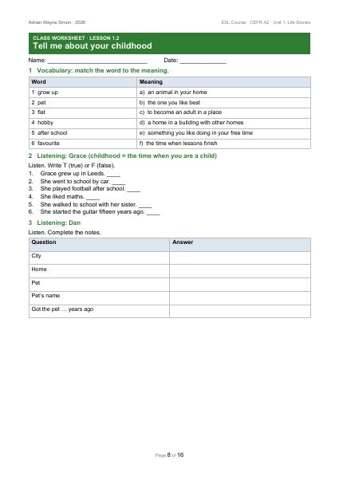 Adrian Wayne Simon · 2026 ESL Course · CEFR A2 · Unit 1: Life Stories
CLASS WORKSHEET · LESSON 1.2
Tell me about your childhood
Name: ____________________ Date: ____________
1 Vocabulary: match the word to the meaning.
Word Meaning
1 grow up a) an animal in your home
2 pet b) the one you like best
3 flat c) to become an adult in a place
4 hobby d) a home in a building with other homes
5 after school e) something you like doing in your free time
6 favourite f) the time when lessons finish
2 Listening: Grace (childhood = the time when you are a child)
Listen. Write T (true) or F (false).
1. Grace grew up in Leeds. ____
2. She went to school by car. ____
3. She played football after school. ____
4. She liked maths. ____
5. She walked to school with her sister. ____
6. She started the guitar fifteen years ago. ____
3 Listening: Dan
Listen. Complete the notes.
Question Answer
City
Home
Pet
Pet's name
Got the pet … years ago
Page 8 of 16